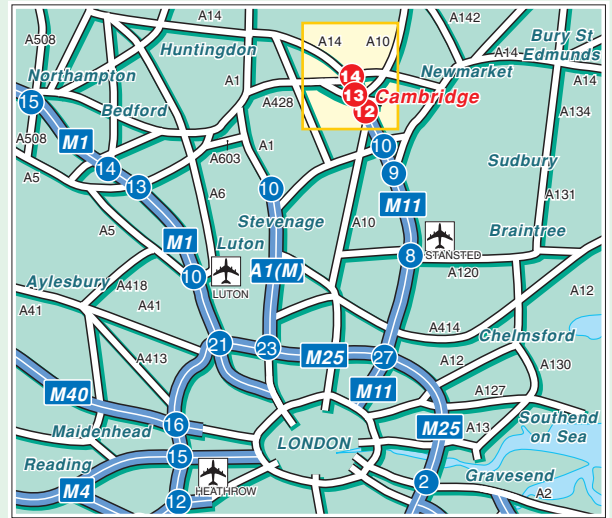 A508
A14
A142
Huntingdon
A14
A10
Bury St
Edmunds
A14
Northampton
A1
14
Newmarket
A14
15
A428
13
Cambridge
A134
Bedford
12
A508
M1
A603
A1
10
Sudbury
A5
14
13
A6
10
9
A131
M11
A5
Stevenage
A10
Braintree
M1
Luton
8
STANSTED
10
LUTON
A1(M)
A120
Aylesbury
A418
A12
A41
A41
A414
Chelmsford
21
23
M25
27
A12
A130
A413
M40
M11
A127
16
M25
Southend
on Sea
Maidenhead
LONDON
A13
15
Reading
Gravesend
M4
HEATHROW
2
A2
12